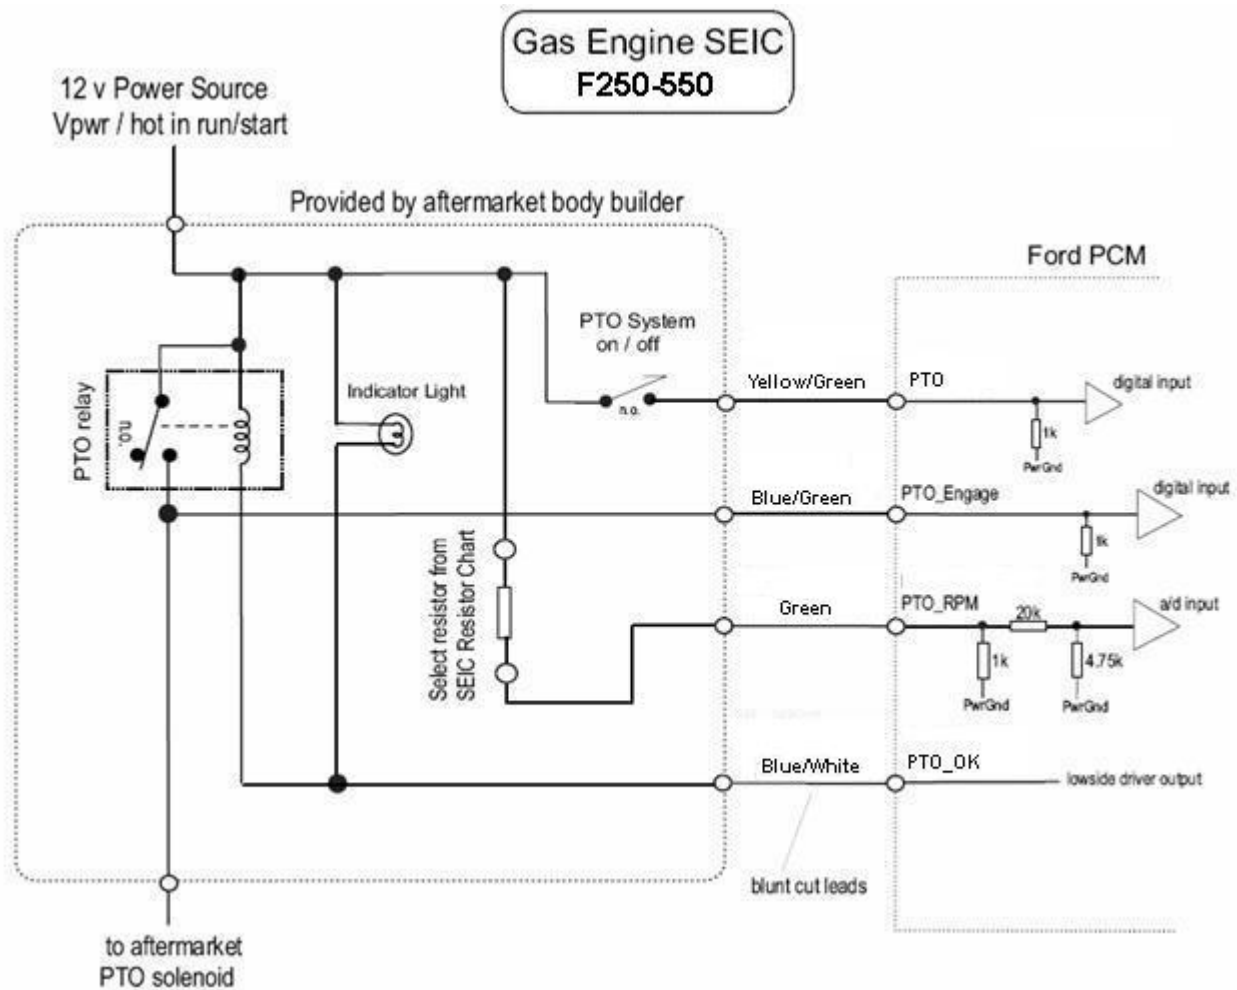 Gas Engine SEIC
F250-550
12 v Power Source
Vpwr / hot in run/start
Provided by aftermarket body builder
Ford PCM
PTO System
on / off
Yellow/Green
PTO
digital input
n.o.
1k
PwrGnd
Indicator Light
PTO relay
n.o.
Blue/Green
PTO_Engage
digital input
1k
PwrGnd
Select resistor from
SEIC Resistor Chart
Green
PTO_RPM
20k
a/d input
1k
4.75k
PwrGnd
PwrGnd
Blue/White
PTO_OK
lowside driver output
blunt cut leads
to aftermarket
PTO solenoid